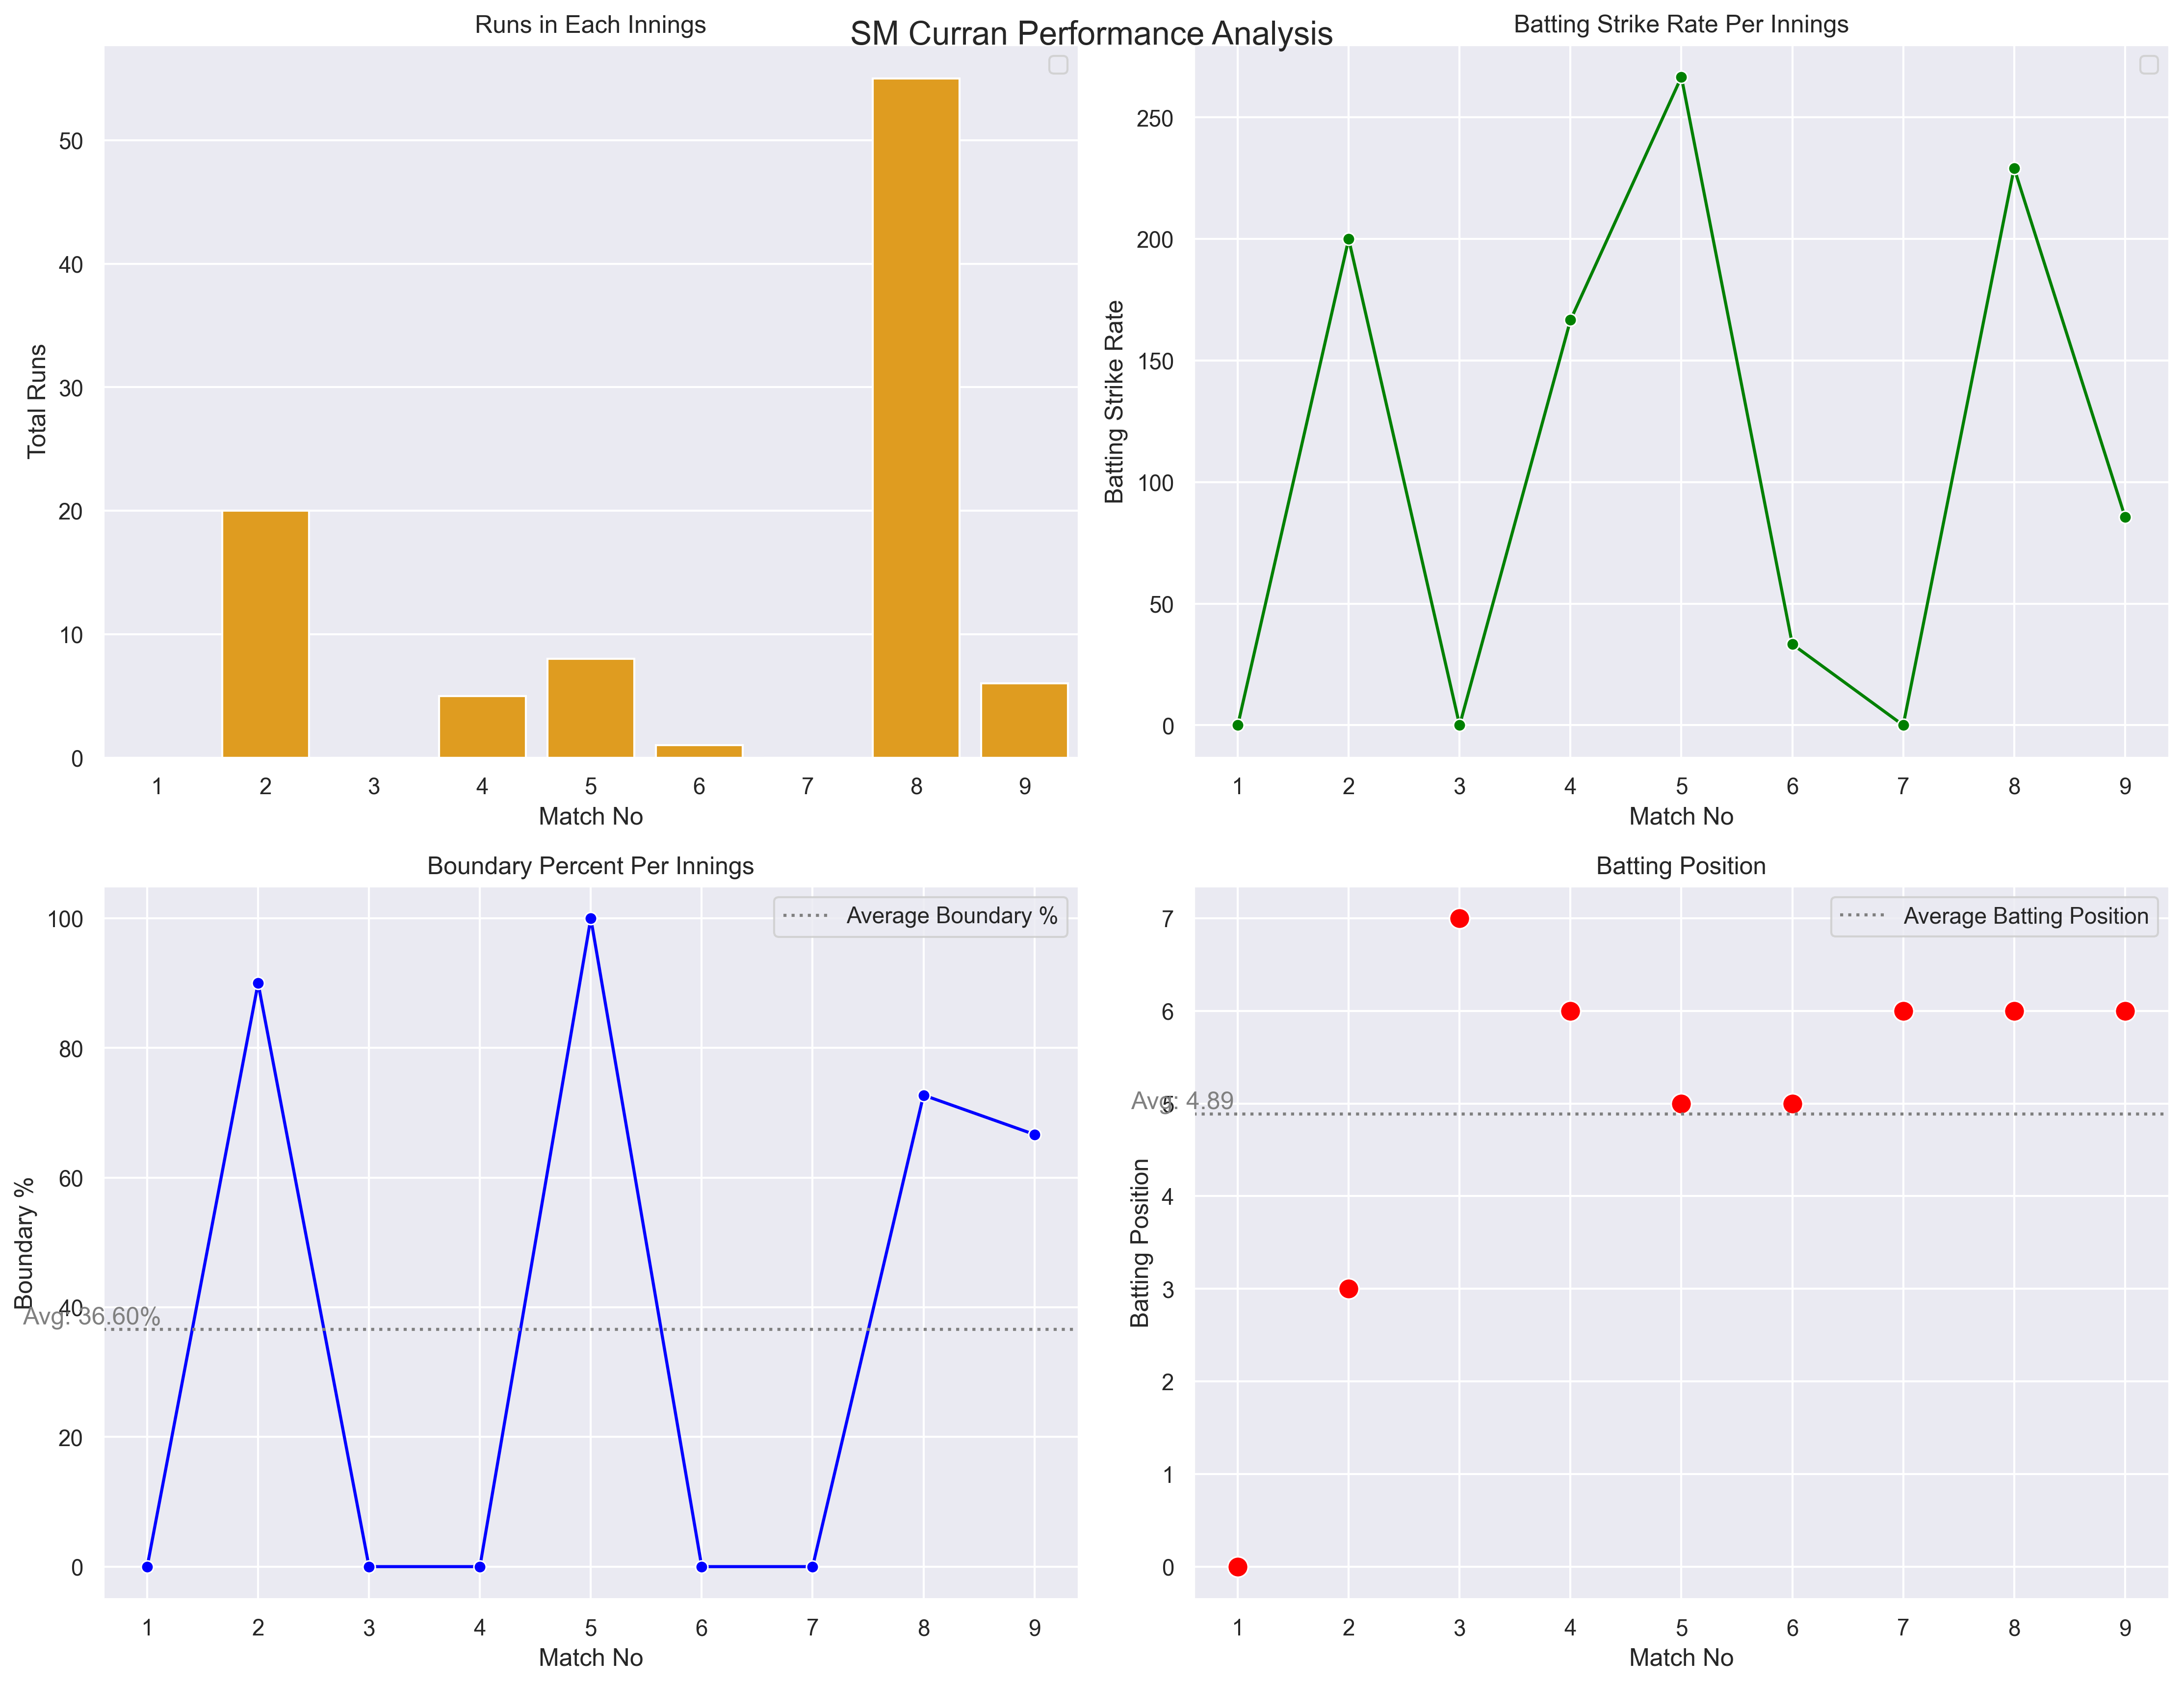 SM Curran Performance Analysis
Runs in Each Innings
Total Runs
50
40
30
20
10
0
1 2 3 4 5 6 7 8 9
Match No
Batting Strike Rate Per Innings
Batting Strike Rate
250
200
150
100
50
0
1 2 3 4 5 6 7 8 9
Match No
Boundary Percent Per Innings
Average Boundary %
Boundary %
100
80
60
40
Avg: 36.60%
20
0
1 2 3 4 5 6 7 8 9
Match No
Batting Position
Average Batting Position
Batting Position
7
6
5
Avg: 4.89
4
3
2
1
0
1 2 3 4 5 6 7 8 9
Match No